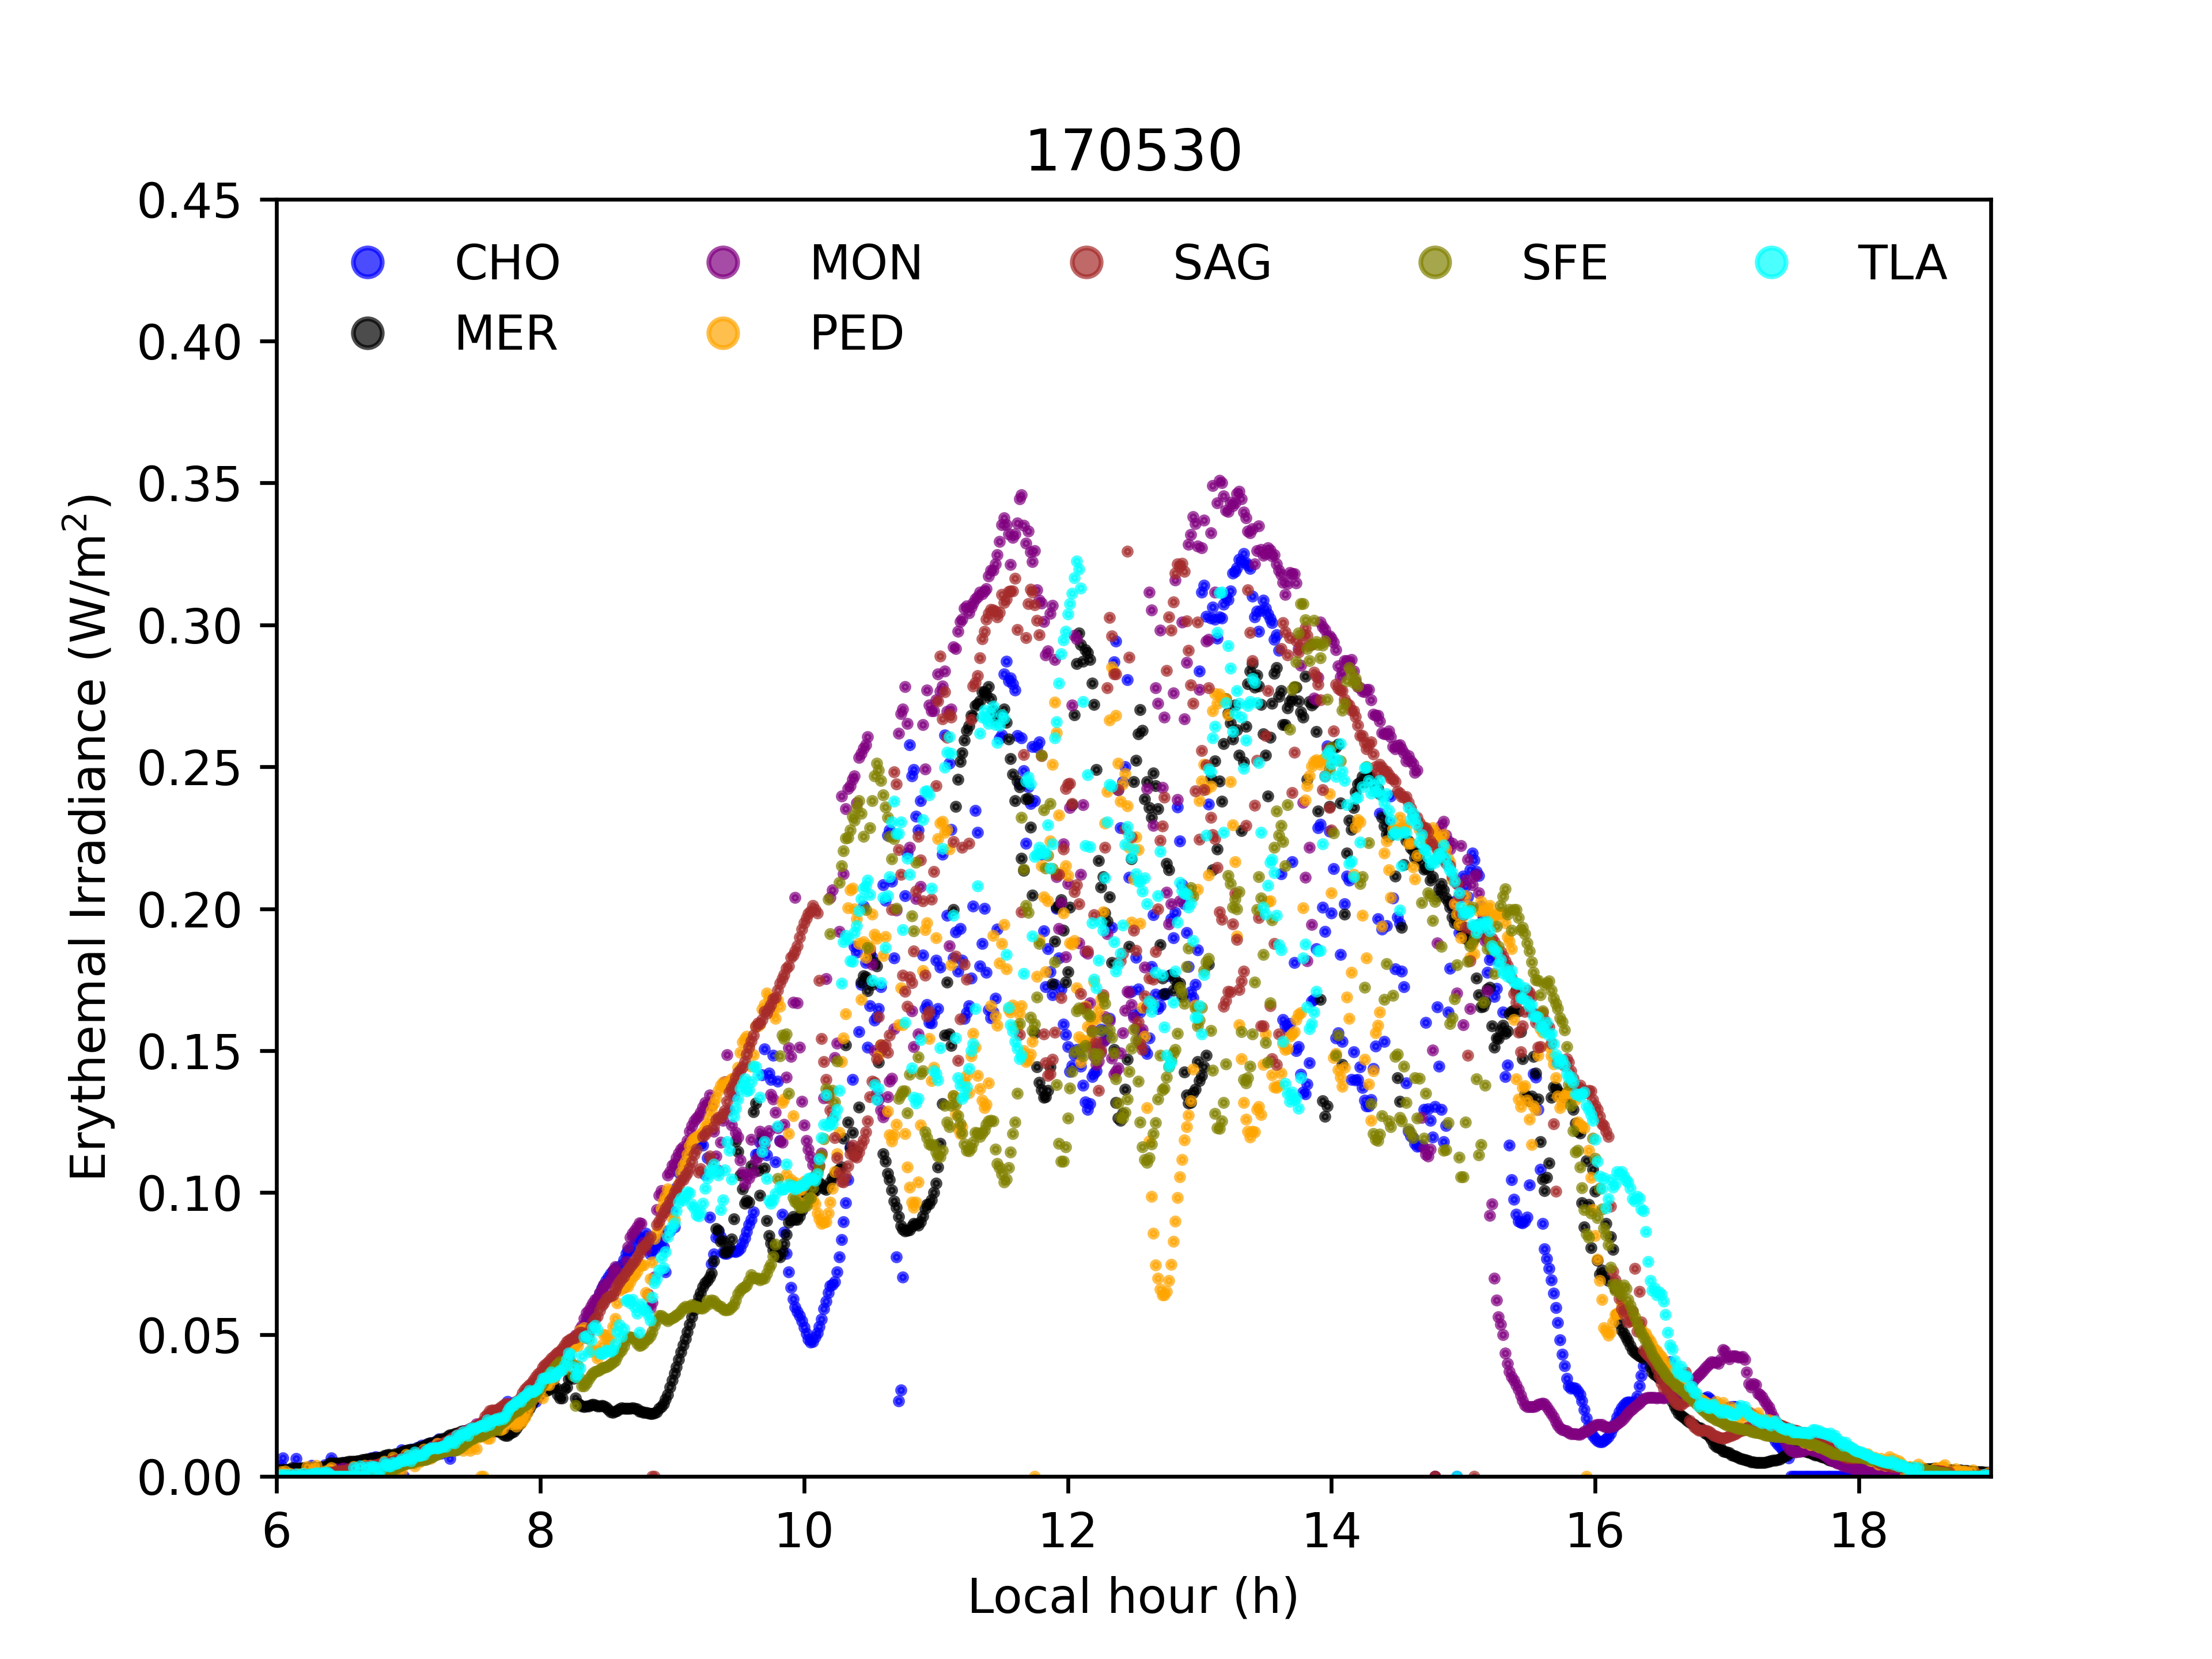 170530
0.45
0.40
0.35
0.30
0.25
0.20
0.15
0.10
0.05
0.00
Erythemal Irradiance (W/m²)
CHO MON SAG SFE TLA
MER PED
6 8 10 12 14 16 18
Local hour (h)